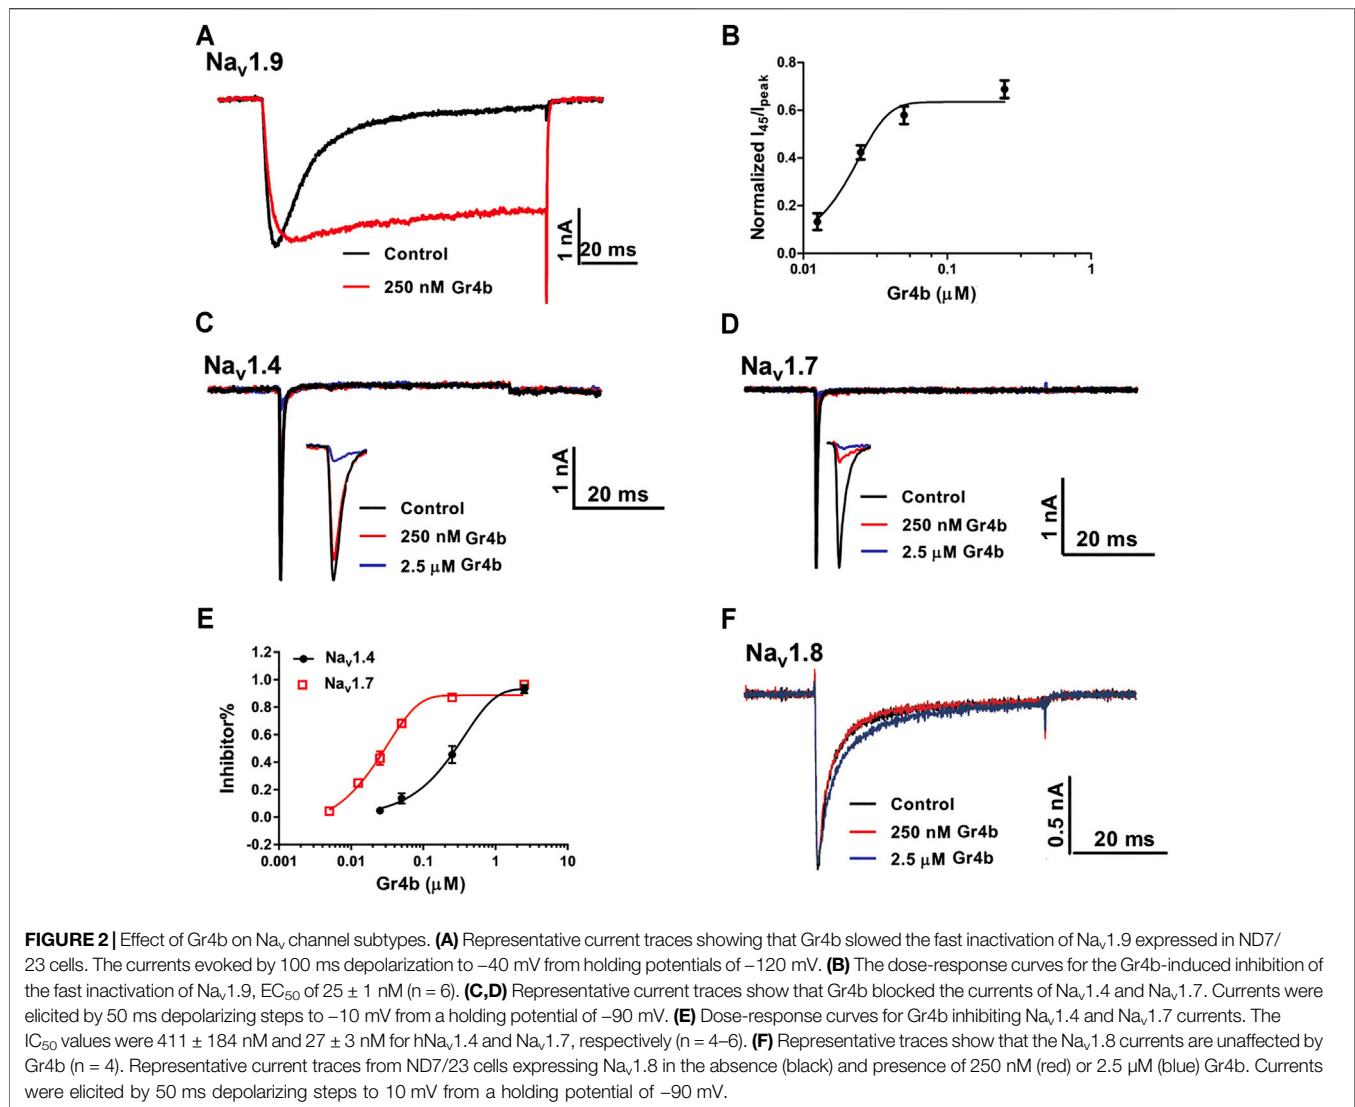 A
Nav1.9
Control
250 nM Gr4b
1 nA
20 ms
B
Normalized I45/Ipeak
0.8
0.6
0.4
0.2
0.0
0.01
0.1
1
Gr4b (μM)
C
Nav1.4
Control
250 nM Gr4b
2.5 μM Gr4b
1 nA
20 ms
D
Nav1.7
Control
250 nM Gr4b
2.5 μM Gr4b
1 nA
20 ms
E
Inhibitor%
1.2
1.0
0.8
0.6
0.4
0.2
0.0
-0.2
Nav1.4
Nav1.7
0.001
0.01
0.1
1
10
Gr4b (μM)
F
Nav1.8
Control
250 nM Gr4b
2.5 μM Gr4b
0.5 nA
20 ms
FIGURE 2 | Effect of Gr4b on Nav channel subtypes. (A) Representative current traces showing that Gr4b slowed the fast inactivation of Nav1.9 expressed in ND7/
23 cells. The currents evoked by 100 ms depolarization to −40 mV from holding potentials of −120 mV. (B) The dose-response curves for the Gr4b-induced inhibition of
the fast inactivation of Nav1.9, EC50 of 25 ± 1 nM (n = 6). (C,D) Representative current traces show that Gr4b blocked the currents of Nav1.4 and Nav1.7. Currents were
elicited by 50 ms depolarizing steps to −10 mV from a holding potential of −90 mV. (E) Dose-response curves for Gr4b inhibiting Nav1.4 and Nav1.7 currents. The
IC50 values were 411 ± 184 nM and 27 ± 3 nM for hNav1.4 and Nav1.7, respectively (n = 4–6). (F) Representative traces show that the Nav1.8 currents are unaffected by
Gr4b (n = 4). Representative current traces from ND7/23 cells expressing Nav1.8 in the absence (black) and presence of 250 nM (red) or 2.5 μM (blue) Gr4b. Currents
were elicited by 50 ms depolarizing steps to 10 mV from a holding potential of −90 mV.